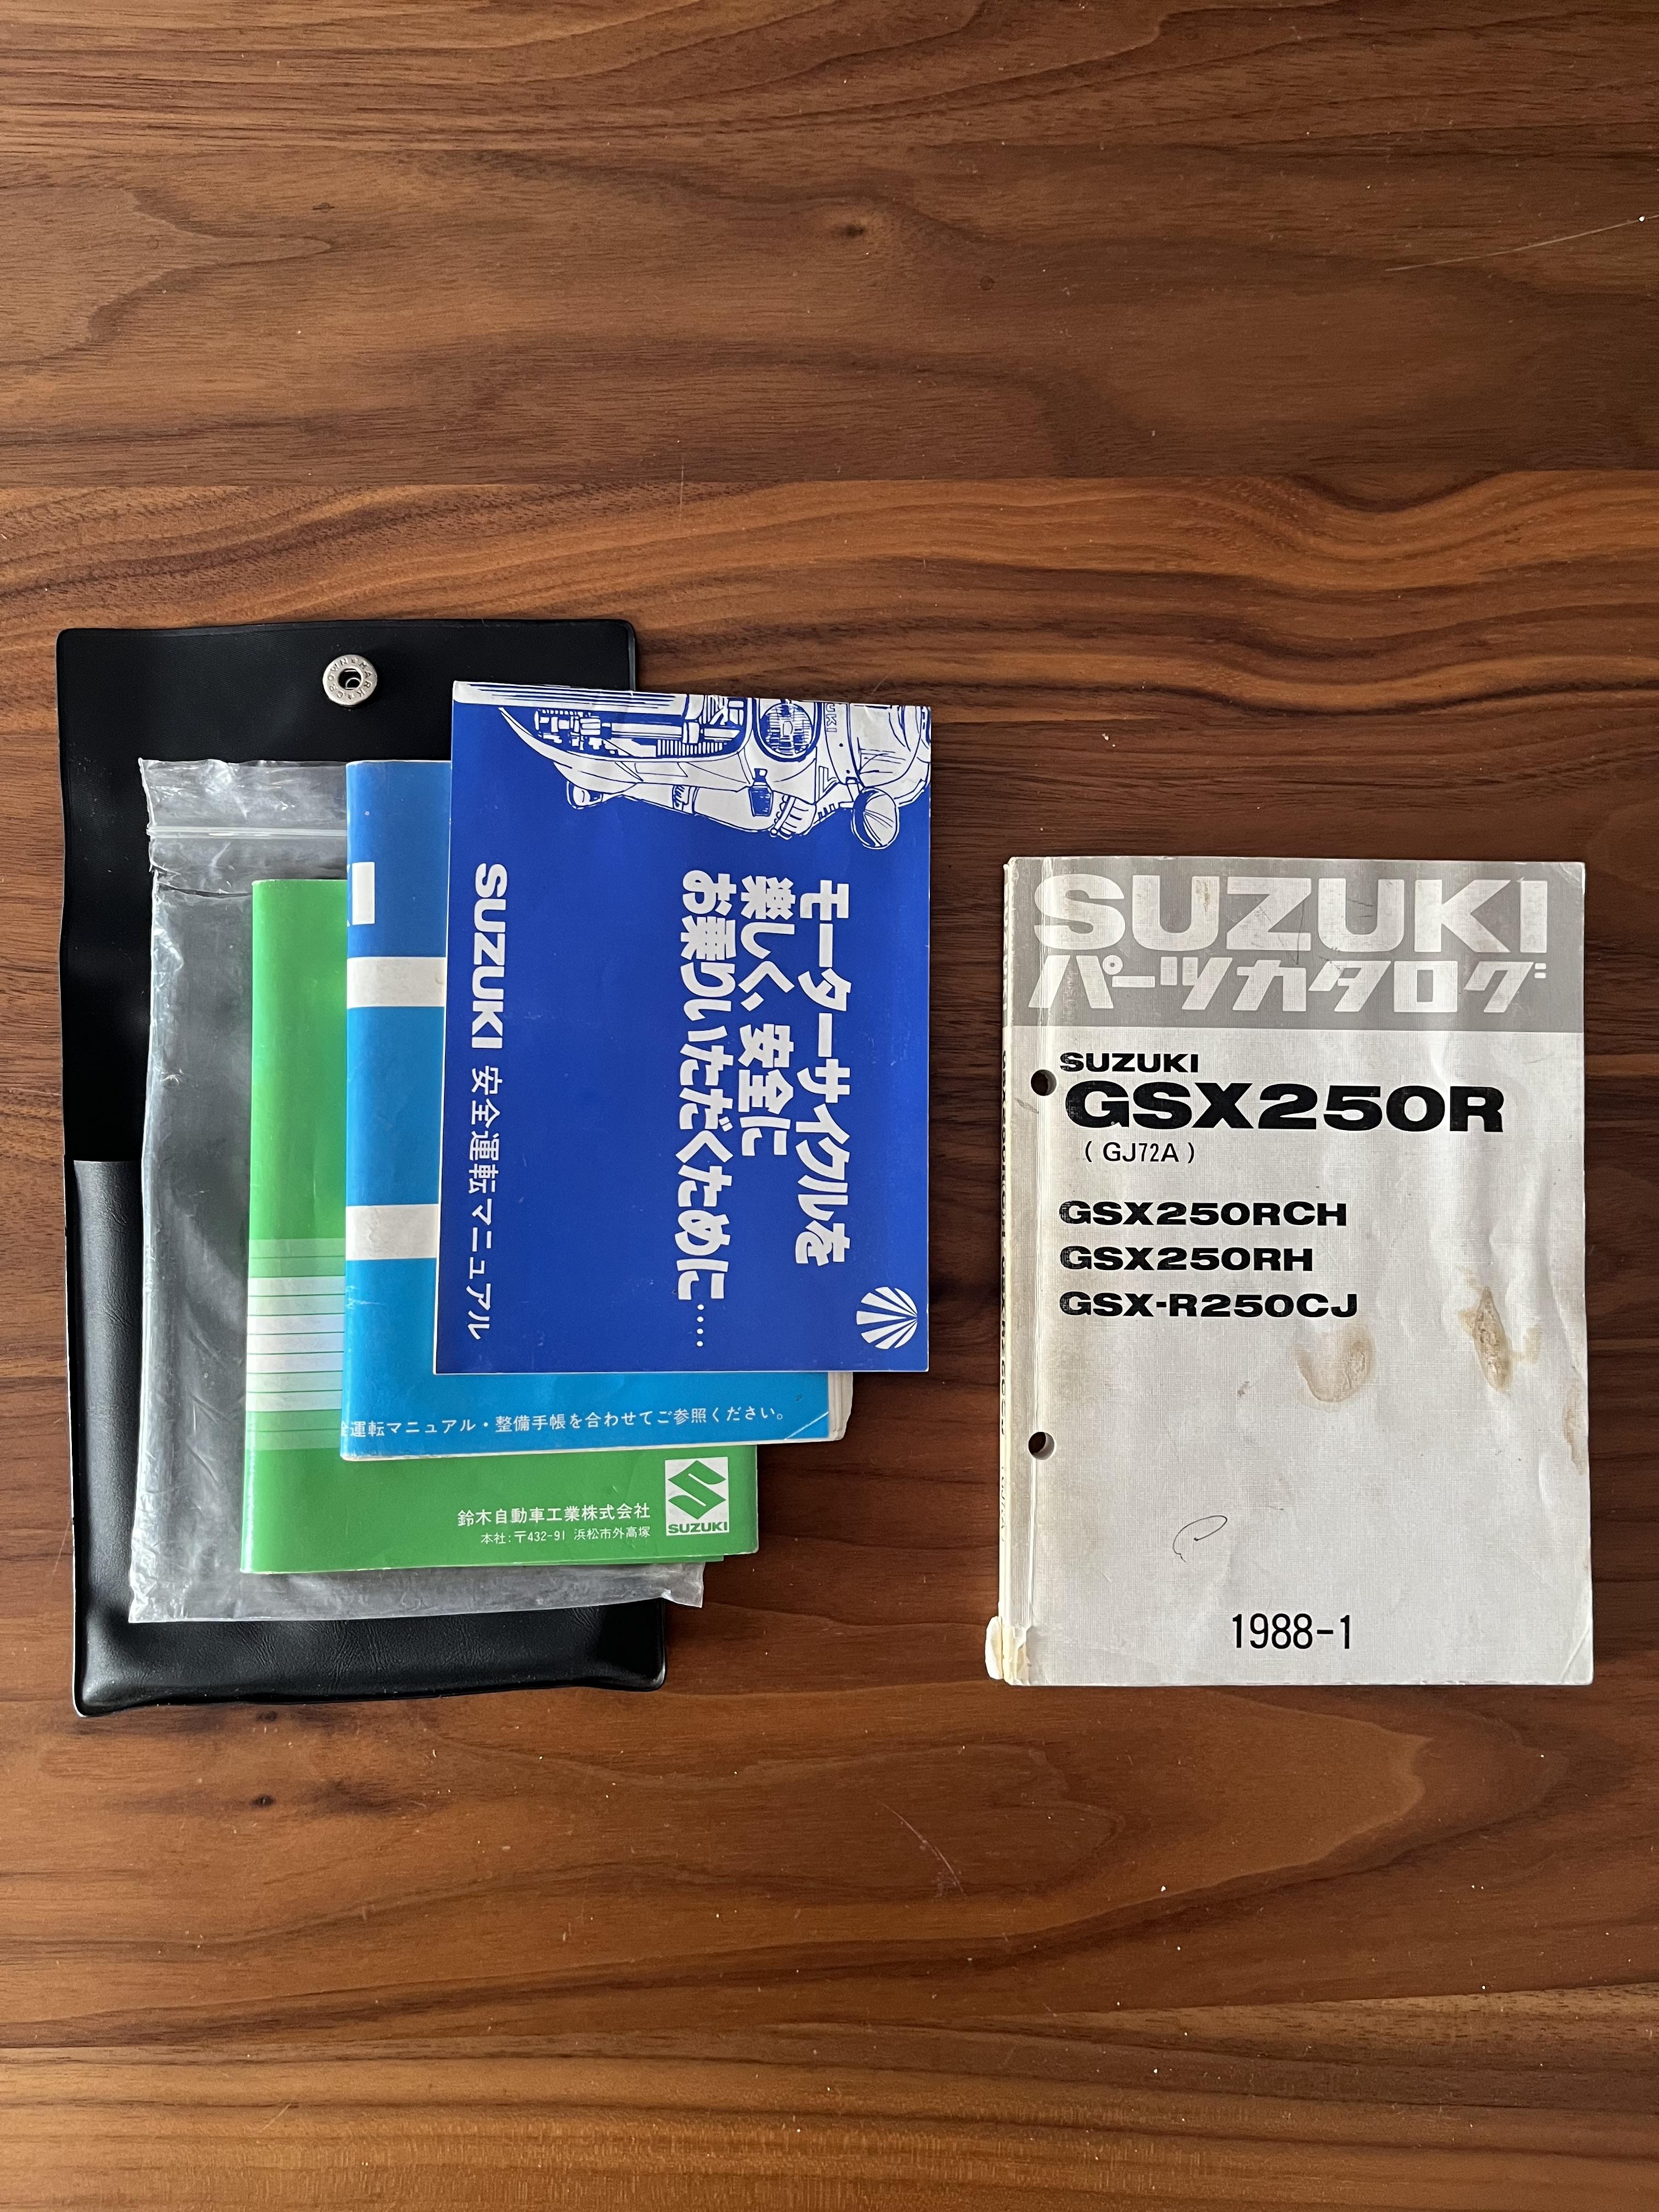 CROWN MARK
モーターサイクルを
楽しく、安全に
お乗りいただくために……
SUZUKI 安全運転マニュアル
運転マニュアル・整備手帳を合わせてご参照ください。
鈴木自動車工業株式会社
本社:〒432-91 浜松市外高塚
SUZUKI
SUZUKI
パーツカタログ
SUZUKI
GSX250R
(GJ72A)
GSX250RCH
GSX250RH
GSX-R250CJ
1988-1